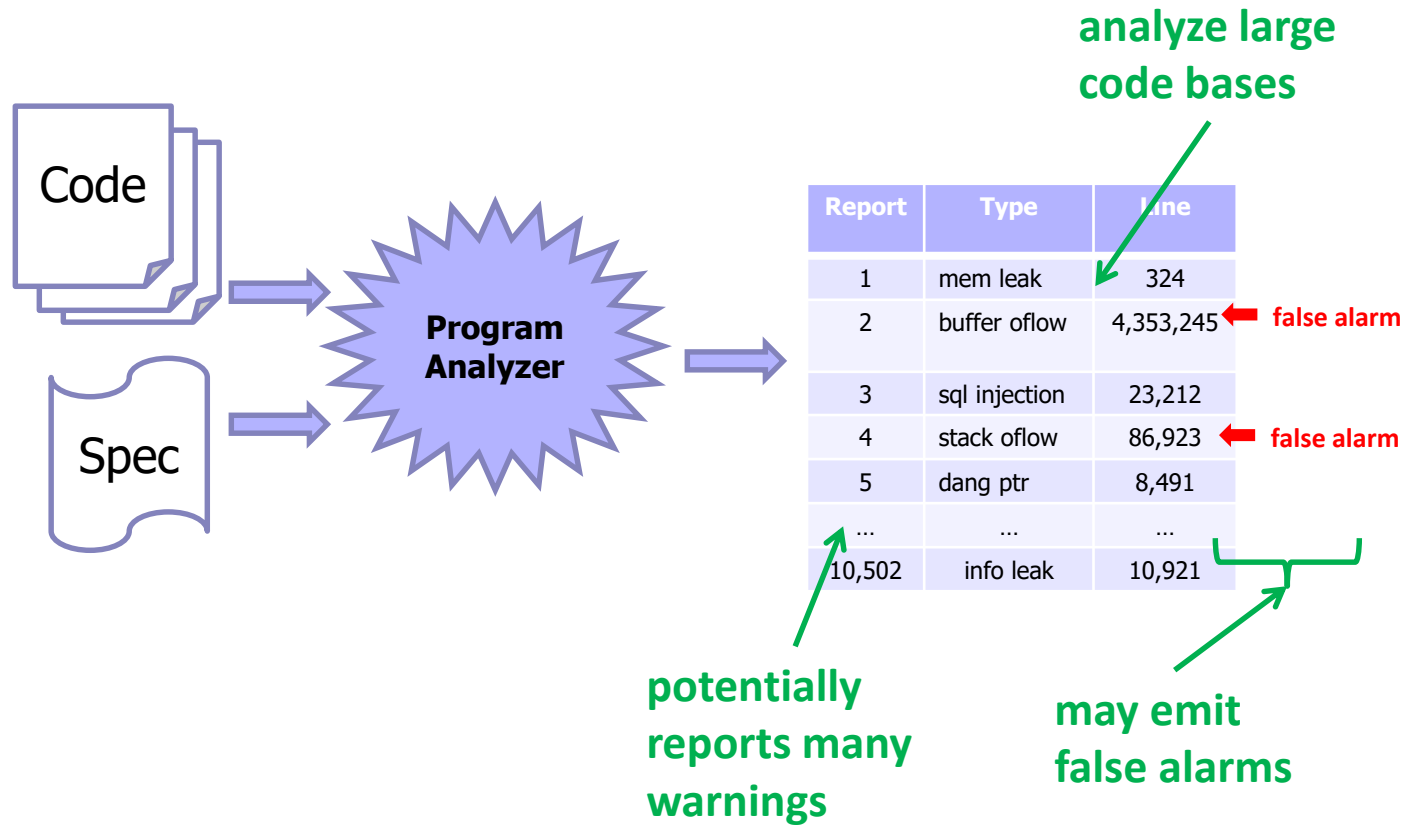 analyze large
code bases
Code
Spec
Program
Analyzer
Report Type Line
1 mem leak 324
2 buffer oflow 4,353,245 false alarm
3 sql injection 23,212
4 stack oflow 86,923 false alarm
5 dang ptr 8,491
… … …
10,502 info leak 10,921
potentially
reports many
warnings
may emit
false alarms